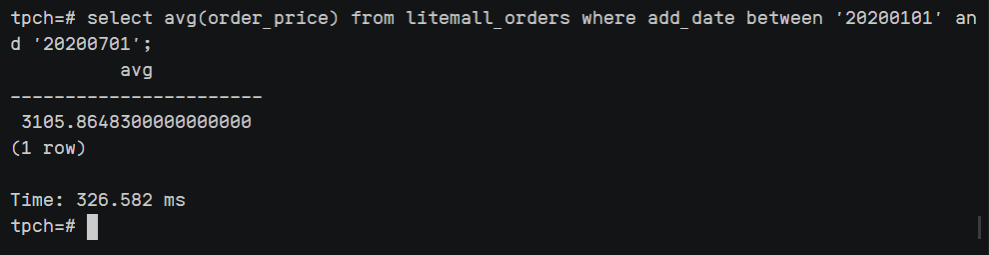 tpch=# select avg(order_price) from litemall_orders where add_date between '20200101' an
d '20200701';
          avg
-----------------------
 3105.8648300000000000
(1 row)

Time: 326.582 ms
tpch=#